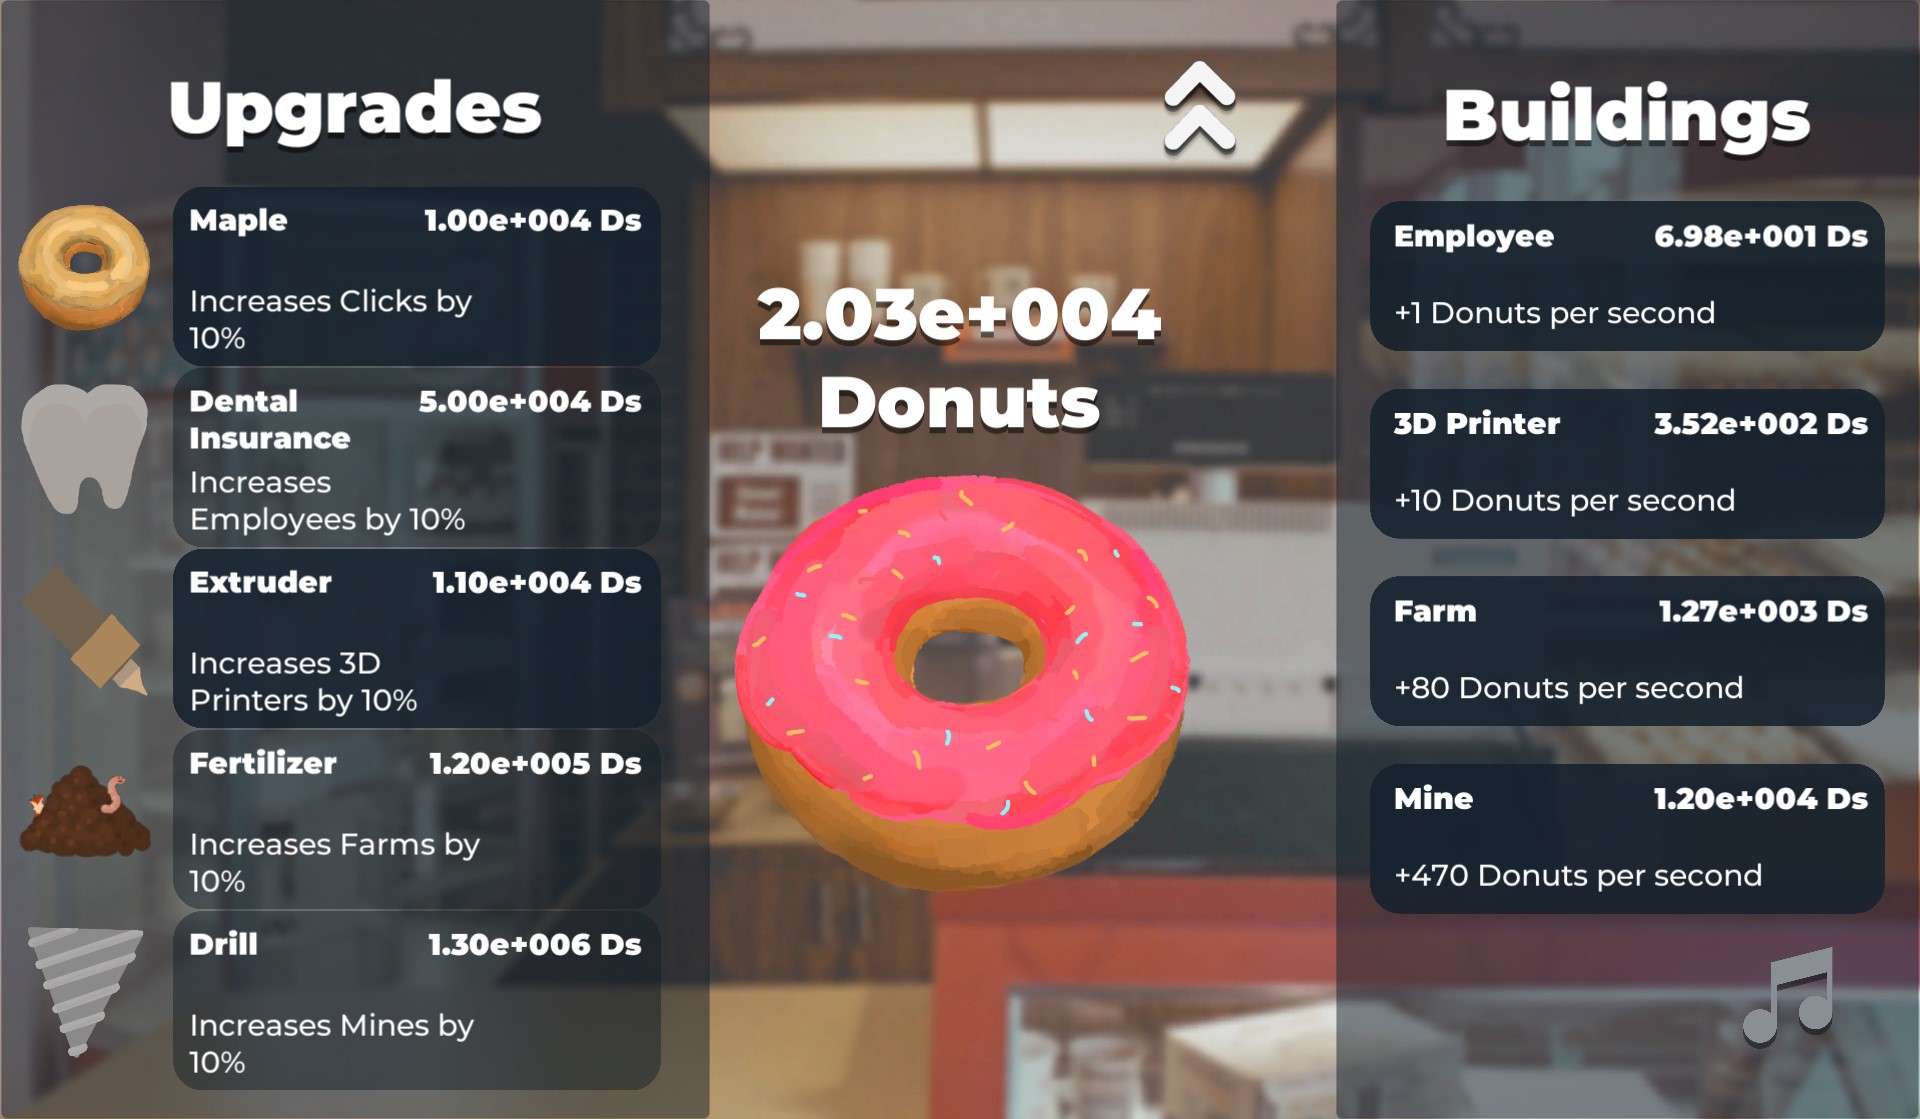 Upgrades
Maple 1.00e+004 Ds
Increases Clicks by
10%
Dental 5.00e+004 Ds
Insurance
Increases
Employees by 10%
Extruder 1.10e+004 Ds
Increases 3D
Printers by 10%
Fertilizer 1.20e+005 Ds
Increases Farms by
10%
Drill 1.30e+006 Ds
Increases Mines by
10%
2.03e+004
Donuts
HELP WANTED
Buildings
Employee 6.98e+001 Ds
+1 Donuts per second
3D Printer 3.52e+002 Ds
+10 Donuts per second
Farm 1.27e+003 Ds
+80 Donuts per second
Mine 1.20e+004 Ds
+470 Donuts per second